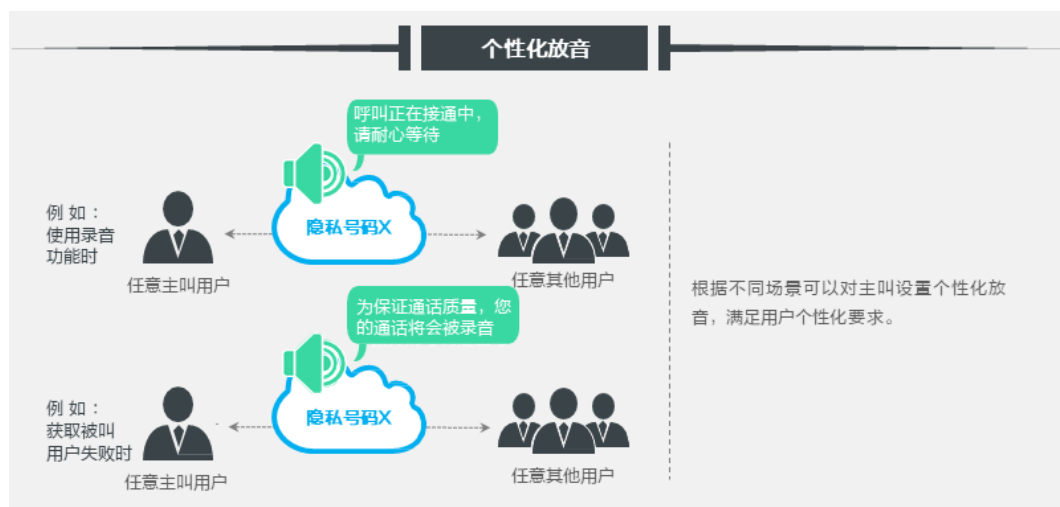 个性化放音
呼叫正在接通中，
请耐心等待
例 如 ：
使用录音
功能时
隐私号码X
任意主叫用户
任意其他用户
为保证通话质量，您
的通话将会被录音
例 如 ：
获取被叫
用户失败时
隐私号码X
任意主叫用户
任意其他用户
根据不同场景可以对主叫设置个性化放
音，满足用户个性化要求。